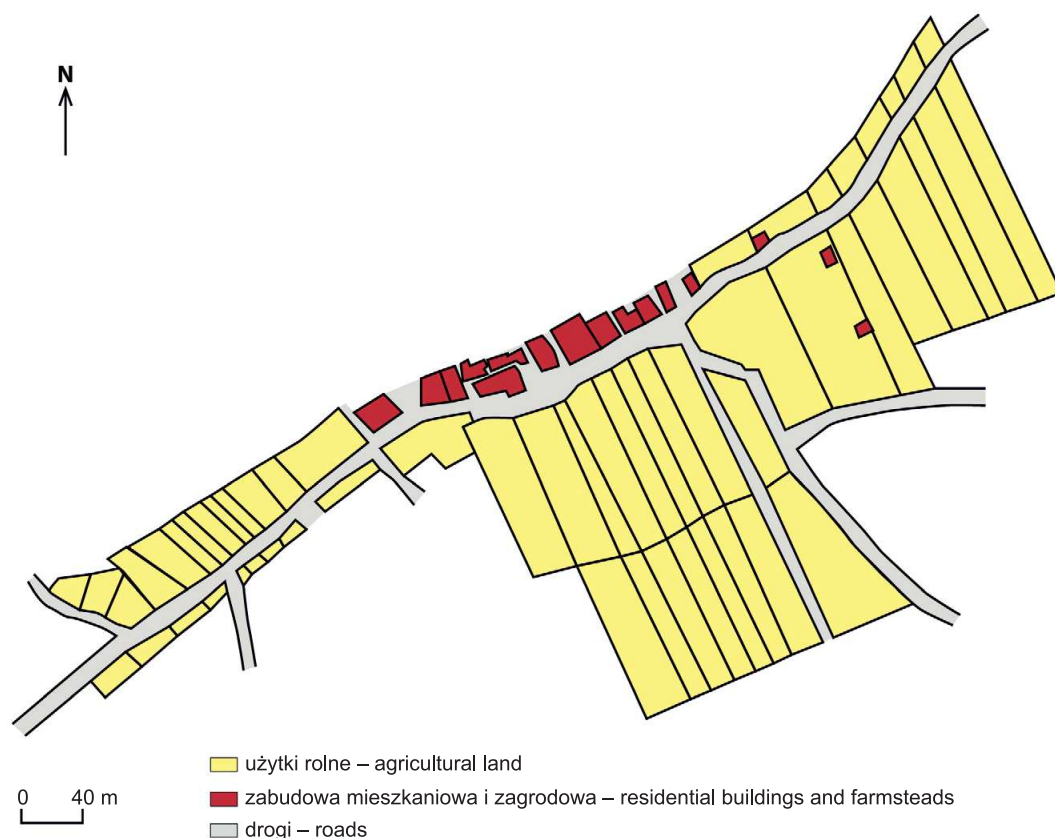 N
użytki rolne – agricultural land
0 40 m
zabudowa mieszkaniowa i zagrodowa – residential buildings and farmsteads
drogi – roads